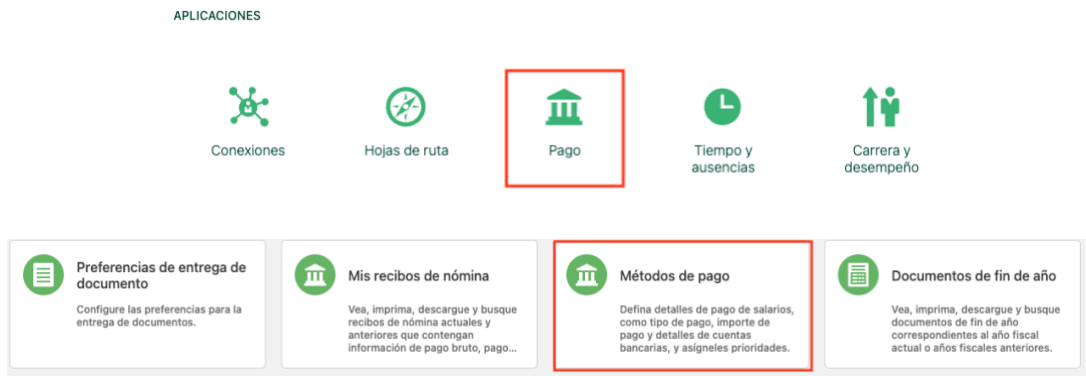 APLICACIONES
Conexiones
Hojas de ruta
Pago
Tiempo y
ausencias
Carrera y
desempeño
Preferencias de entrega de
documento
Configure las preferencias para la
entrega de documentos.
Mis recibos de nómina
Vea, imprima, descargue y busque
recibos de nómina actuales y
anteriores que contengan
información de pago bruto, pago...
Métodos de pago
Defina detalles de pago de salarios,
como tipo de pago, importe de
pago y detalles de cuentas
bancarias, y asígneles prioridades.
Documentos de fin de año
Vea, imprima, descargue y busque
documentos de fin de año
correspondientes al año fiscal
actual o años fiscales anteriores.